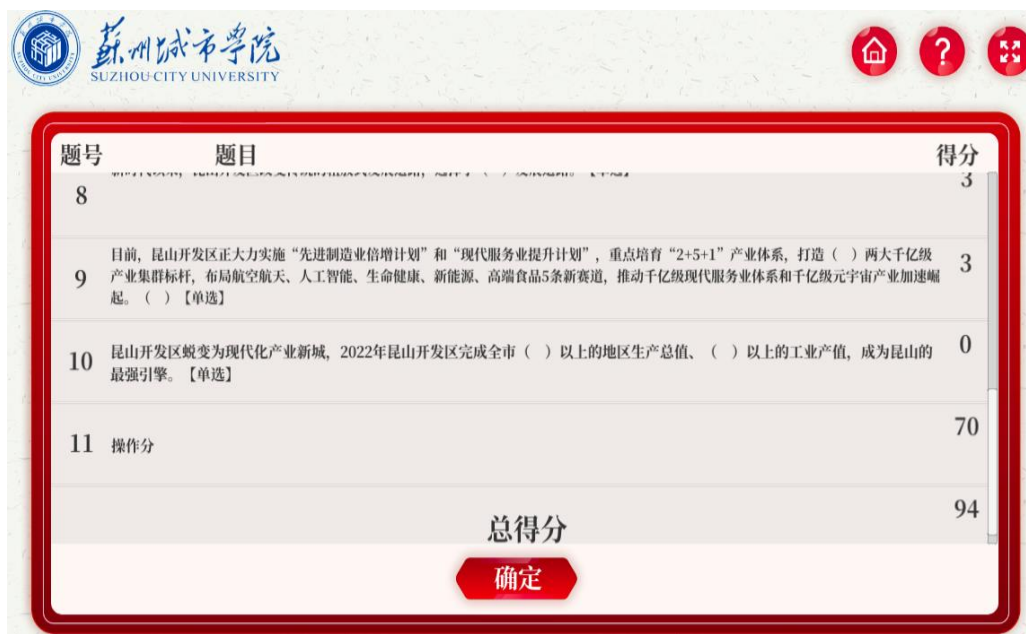 蘇州城市学院
SUZHOU CITY UNIVERSITY
?
题号 题目 得分
8 3
9 目前，昆山开发区正大力实施“先进制造业倍增计划”和“现代服务业提升计划”，重点培育“2+5+1”产业体系，打造（ ）两大千亿级 3
产业集群标杆，布局航空航天、人工智能、生命健康、新能源、高端食品5条新赛道，推动千亿级现代服务业体系和千亿级元宇宙产业加速崛
起。（ ）【单选】
10 昆山开发区蜕变为现代化产业新城，2022年昆山开发区完成全市（ ）以上的地区生产总值、（ ）以上的工业产值，成为昆山的 0
最强引擎。【单选】
11 操作分 70
总得分 94
确定